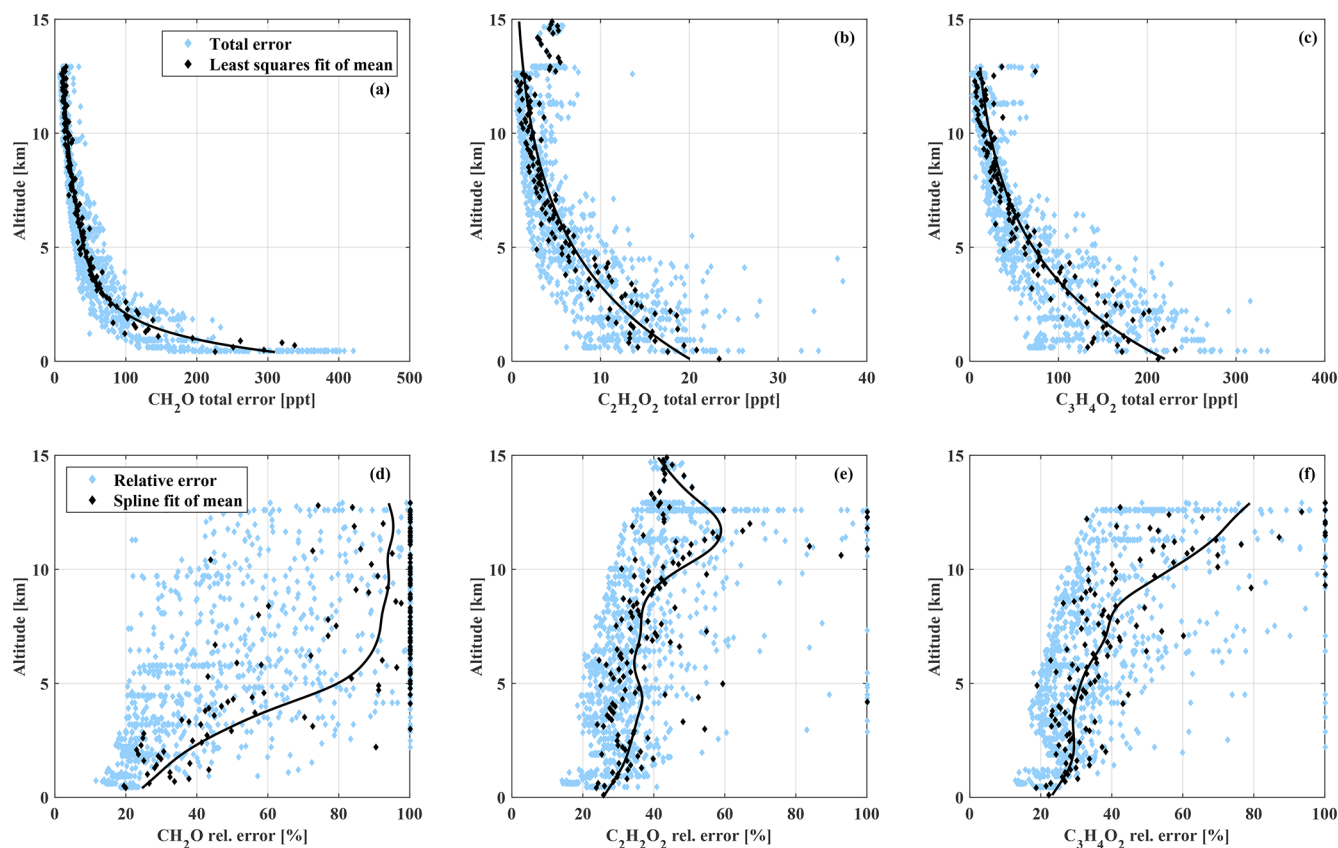 15
10
5
0
Altitude [km]
Total error
Least squares fit of mean
(a)
0 100 200 300 400 500
CH2O total error [ppt]
15
10
5
0
Altitude [km]
(b)
0 10 20 30 40
C2H2O2 total error [ppt]
15
10
5
0
Altitude [km]
(c)
0 100 200 300 400
C3H4O2 total error [ppt]
15
10
5
0
Altitude [km]
Relative error
Spline fit of mean
(d)
0 20 40 60 80 100
CH2O rel. error [%]
15
10
5
0
Altitude [km]
(e)
0 20 40 60 80 100
C2H2O2 rel. error [%]
15
10
5
0
Altitude [km]
(f)
0 20 40 60 80 100
C3H4O2 rel. error [%]